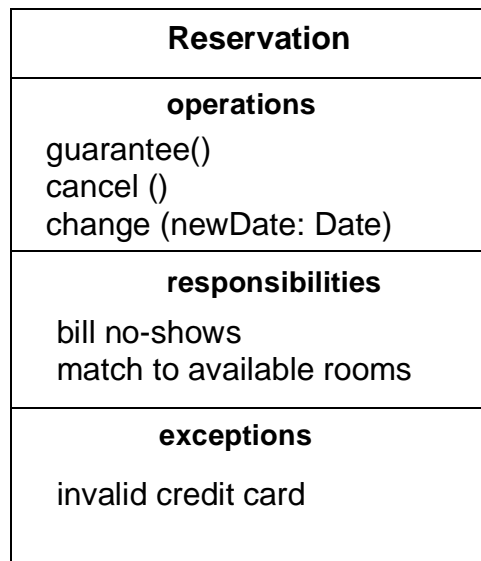 Reservation
operations
guarantee()
cancel ()
change (newDate: Date)
responsibilities
bill no-shows
match to available rooms
exceptions
invalid credit card